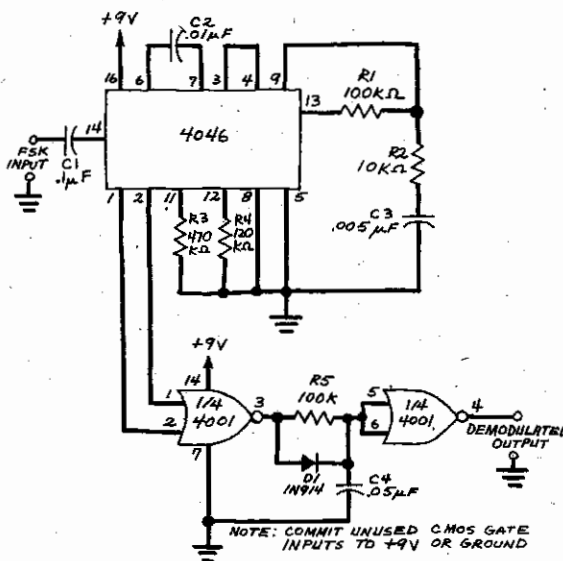 +9V
C2
.01µF
16 6 7 3 4 9
R1
100KΩ
13
14
4046
FSK
INPUT
C1
.1µF
R2
10KΩ
C3
.005µF
1 2 11 12 8 5
R3
470
KΩ
R4
120
KΩ
+9V
14
1
2
1/4
4001
3
7
R5
100K
D1
1N914
C4
.05µF
5
6
1/4
4001
4
DEMODULATED
OUTPUT
NOTE: COMMIT UNUSED CMOS GATE
INPUTS TO +9V OR GROUND